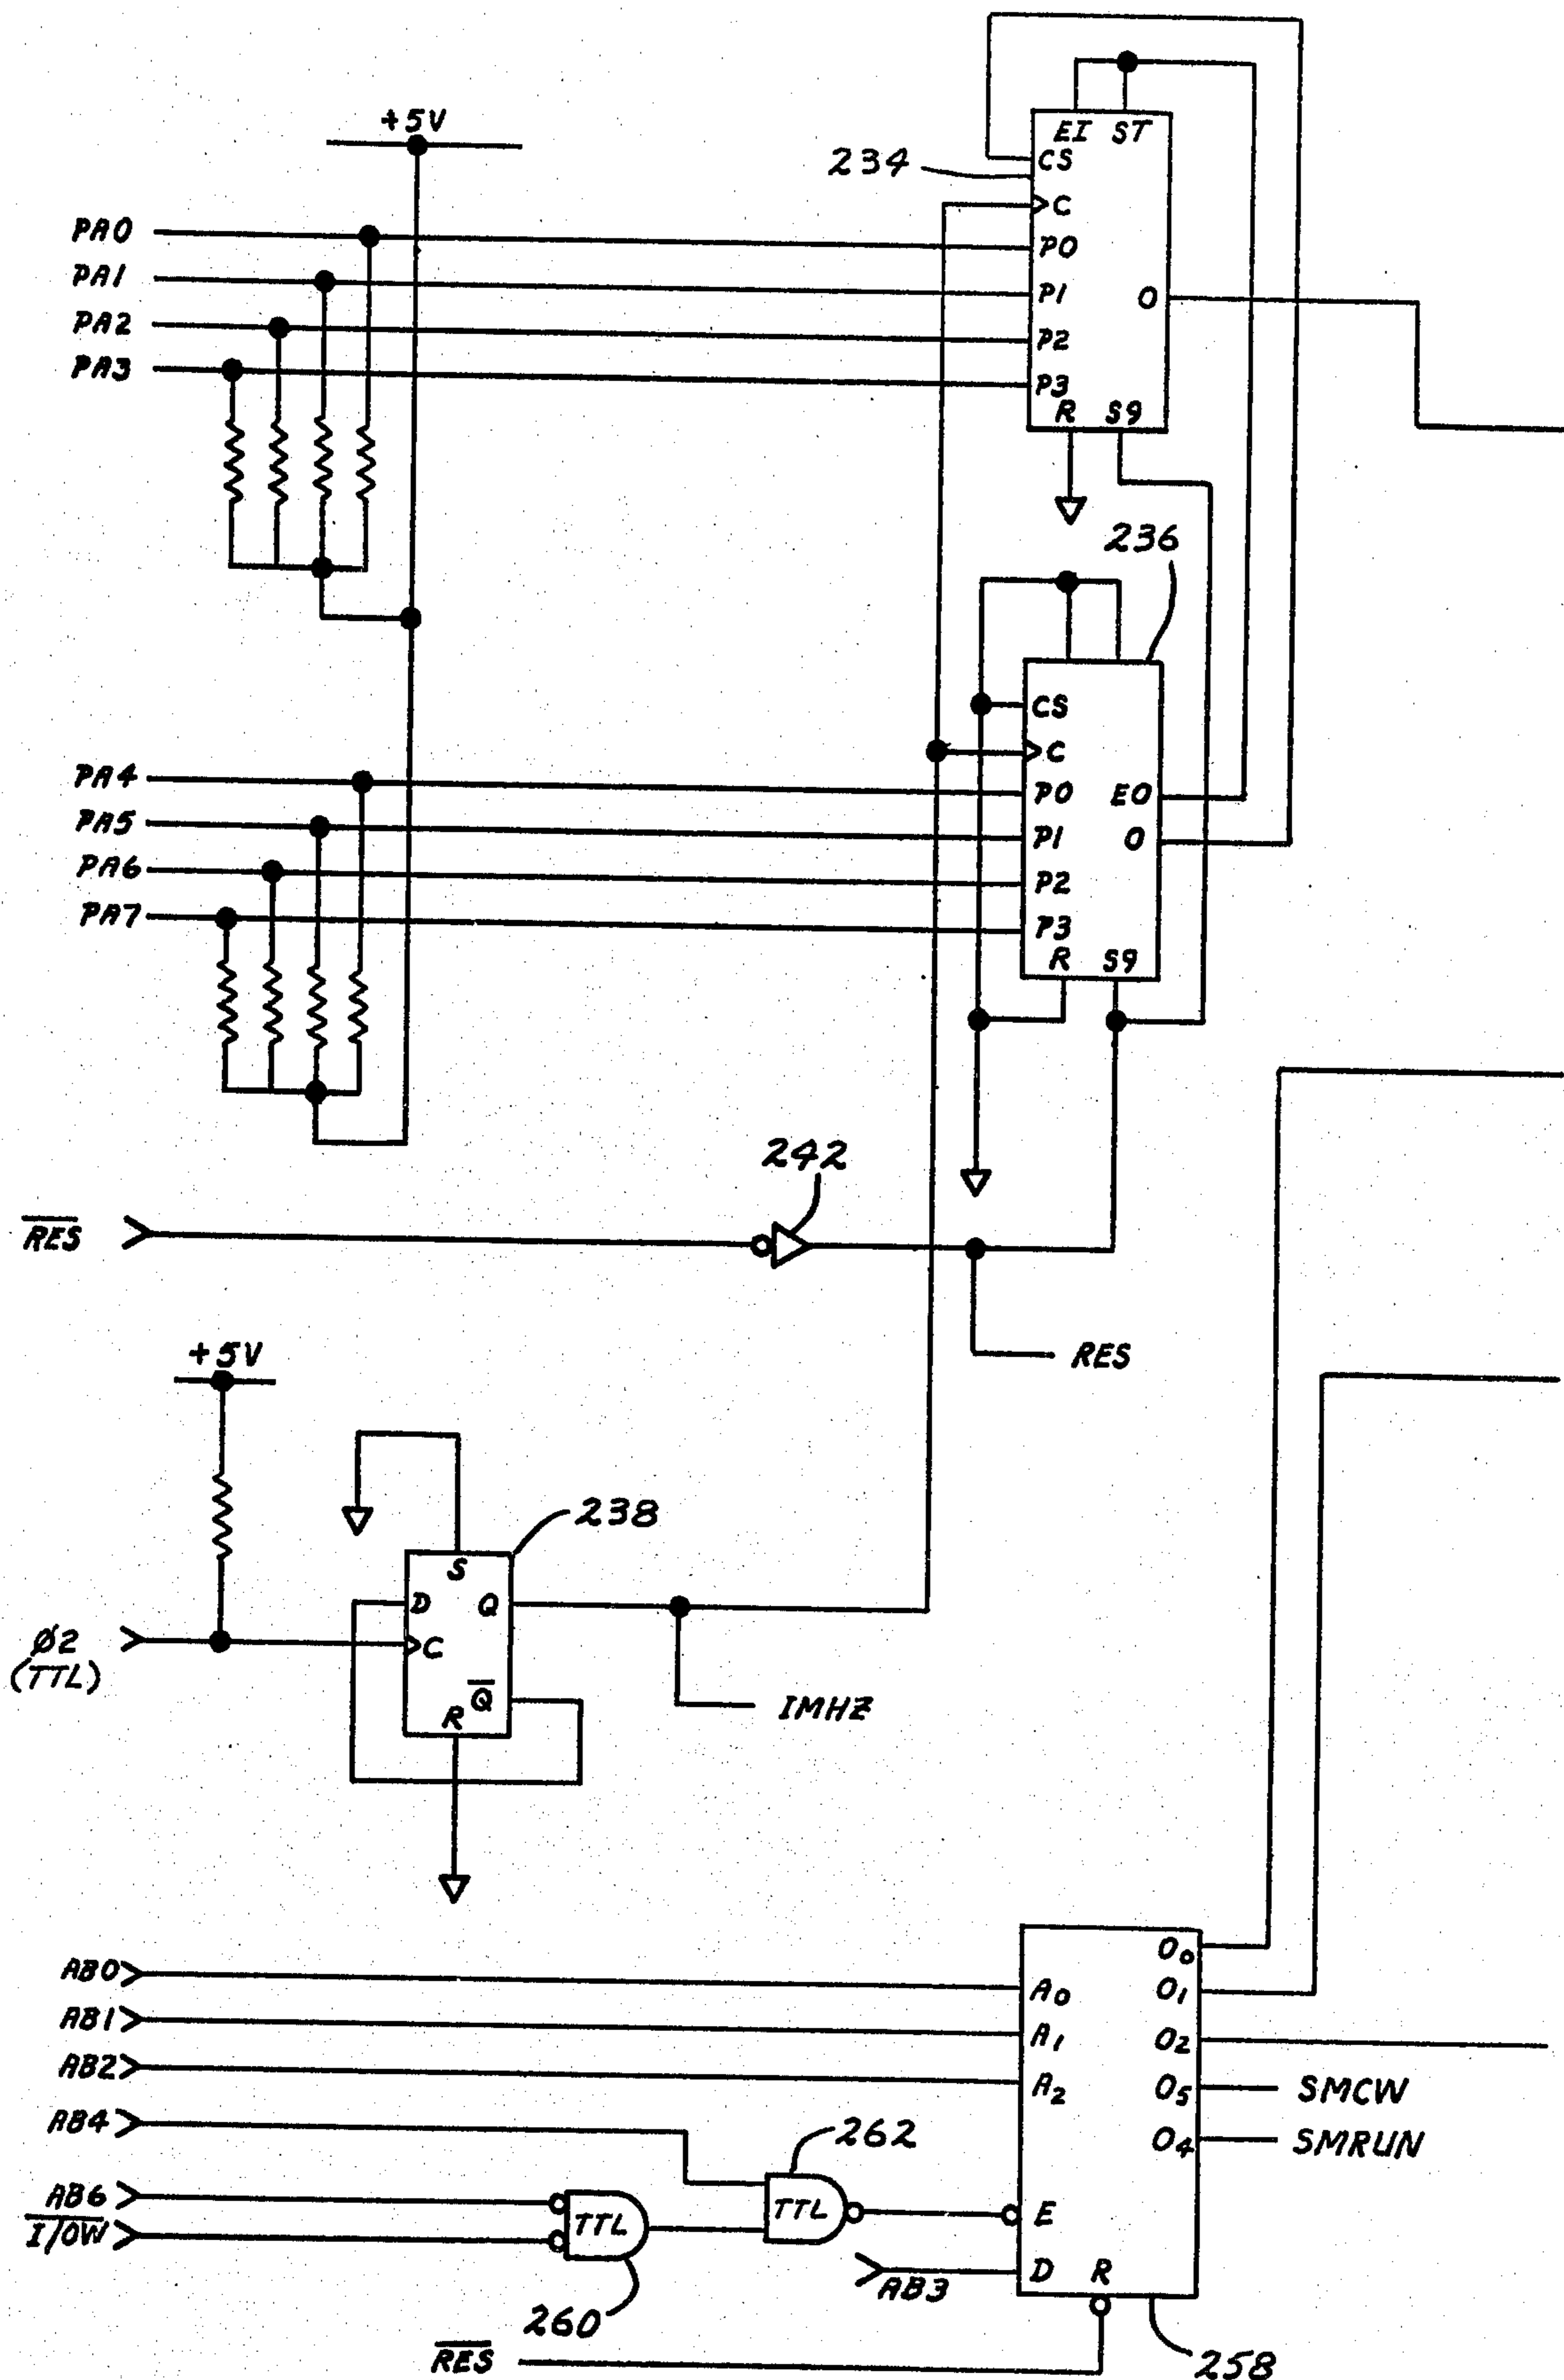 +5V
234
EI ST
CS
C
PA0
P0
PA1
P1
O
PA2
P2
PA3
P3
R S9
236
CS
C
PA4
P0
EO
PA5
P1
O
PA6
P2
PA7
P3
R S9
242
RES
RES
+5V
238
S
D Q
Ø2
(TTL)
C
Q
R
1MHZ
AB0
A0
O0
AB1
A1
O1
AB2
A2
O2
O5
SMCW
AB4
262
O4
SMRUN
AB6
I/OW
TTL
TTL
E
AB3
D R
260
RES
258